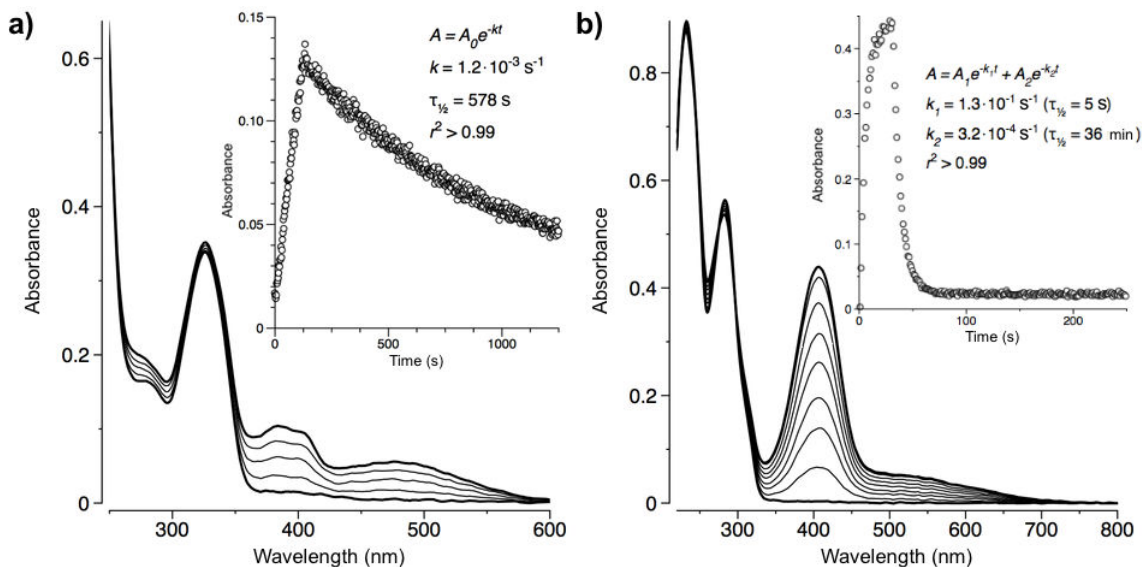 a)
0.6
0.4
0.2
0
Absorbance
300
400
500
600
Wavelength (nm)
0.15
0.10
0.05
0
Absorbance
0
500
1000
Time (s)
A = A₀e⁻ᵏᵗ
k = 1.2·10⁻³ s⁻¹
τ½ = 578 s
r² > 0.99
b)
0.8
0.6
0.4
0.2
0
Absorbance
300
400
500
600
700
800
Wavelength (nm)
0.4
0.3
0.2
0.1
0
Absorbance
0
100
200
Time (s)
A = A₁e^-k₁t + A₂e^-k₂t
k₁ = 1.3·10⁻¹ s⁻¹ (τ½ = 5 s)
k₂ = 3.2·10⁻⁴ s⁻¹ (τ½ = 36 min)
r² > 0.99